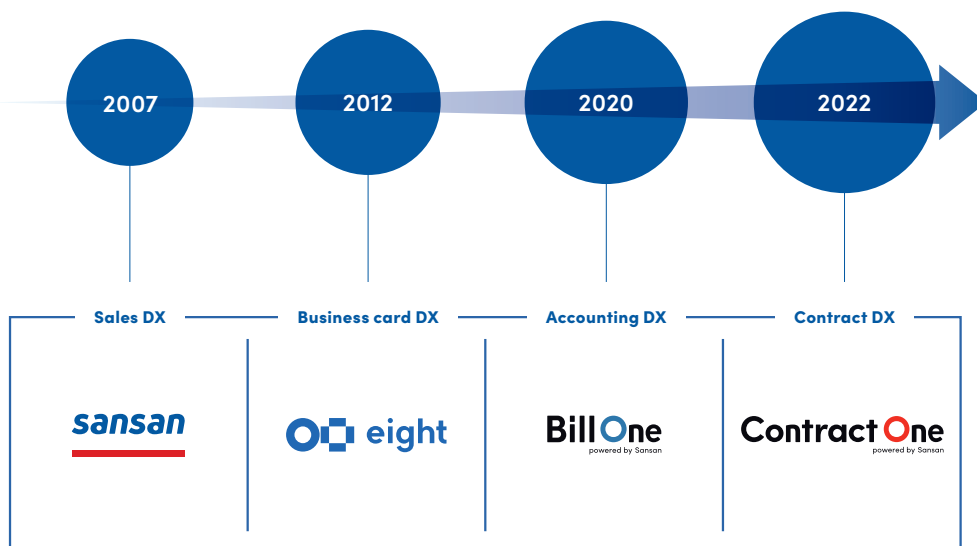 2007
2012
2020
2022
Sales DX
Business card DX
Accounting DX
Contract DX
sansan
eight
Bill One
powered by Sansan
Contract One
powered by Sansan